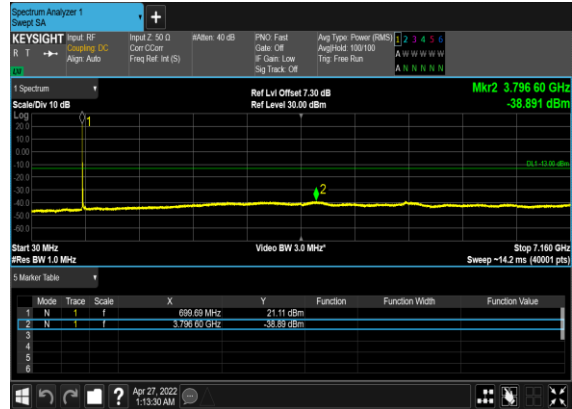 Spectrum Analyzer 1
Swept SA
+
KEYSIGHT Input: RF Input Z: 50 Ω #Atten: 40 dB PNO: Fast Avg Type: Power (RMS) 1 2 3 4 5 6
R T Coupling: DC Corr CCorr Gate: Off Avg|Hold: 100/100 A W W W W W
Align: Auto Freq Ref: Int (S) IF Gain: Low Trig: Free Run
Sig Track: Off A N N N N N
1 Spectrum Ref Lvl Offset 7.30 dB Mkr2 3.796 60 GHz
Scale/Div 10 dB Ref Level 30.00 dBm -38.891 dBm
Log
20.0
10.0
0.00
-10.0
-20.0
-30.0
-40.0
-50.0
-60.0
1
2
DL1 -13.00 dBm
Start 30 MHz Video BW 3.0 MHz* Stop 7.160 GHz
#Res BW 1.0 MHz Sweep ~14.2 ms (40001 pts)
5 Marker Table
Mode Trace Scale X Y Function Function Width Function Value
1 N 1 f 699.69 MHz 21.11 dBm
2 N 1 f 3.796 60 GHz -38.89 dBm
3
4
5
6
? Apr 27, 2022
1:13:30 AM